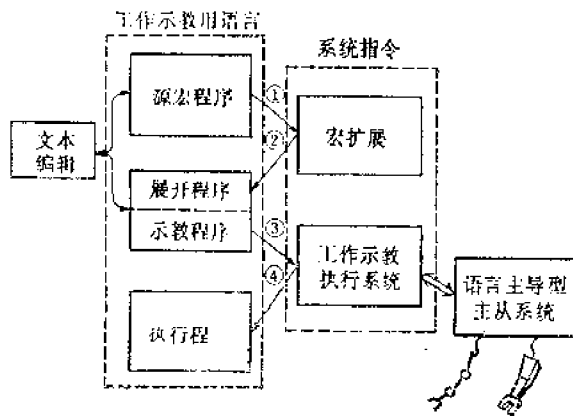 工作示教用语言
系统指令
源宏程序
①
宏扩展
②
文本
编辑
展开程序
示教程序
③
工作示教
执行系统
④
语言主导型
主从系统
执行程